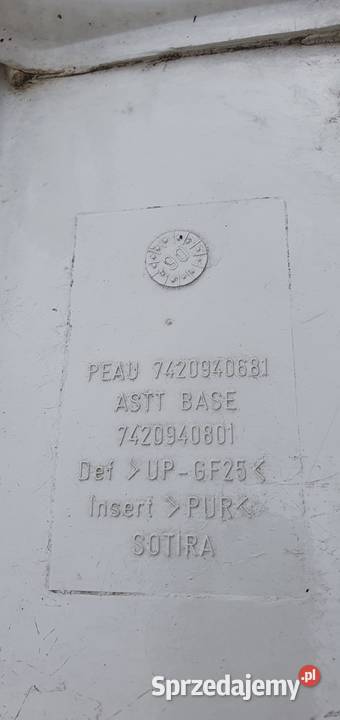 PEAU 7420940681
ASTT BASE
7420940801
Def >UP-GF25<
Insert >PUR<
SOTIRA
Sprzedajemy.pl